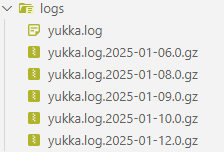 logs
yukka.log
yukka.log.2025-01-06.0.gz
yukka.log.2025-01-08.0.gz
yukka.log.2025-01-09.0.gz
yukka.log.2025-01-10.0.gz
yukka.log.2025-01-12.0.gz